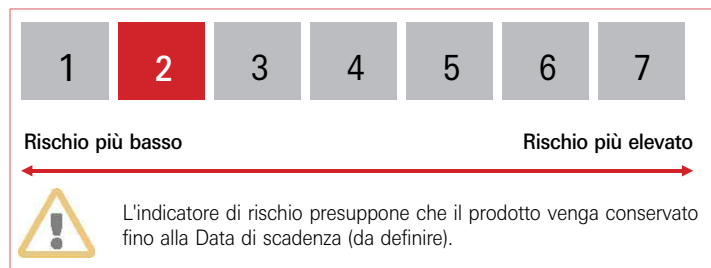 1 2 3 4 5 6 7
Rischio più basso Rischio più elevato
L'indicatore di rischio presuppone che il prodotto venga conservato
fino alla Data di scadenza (da definire).